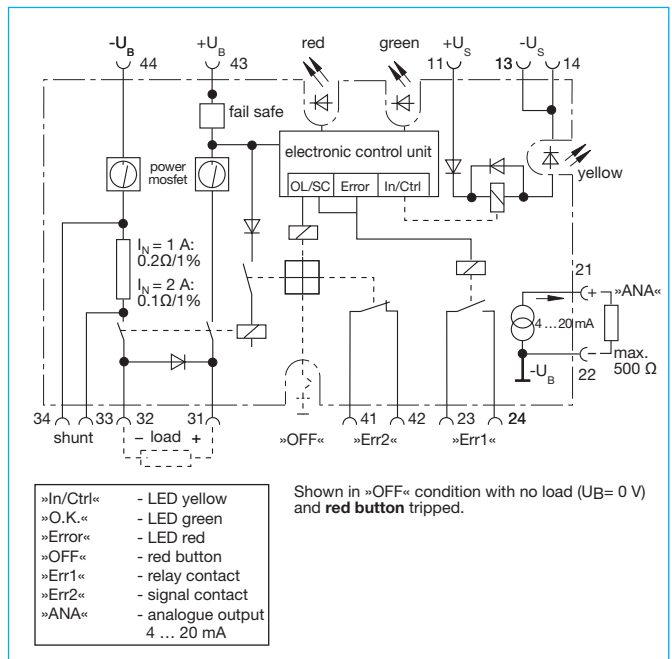 -UB +UB red green +US -US
44 43 11 13 14
fail safe
electronic control unit
power
mosfet
yellow
OL/SC Error In/Ctrl
IN = 1 A:
0.2Ω/1%
IN = 2 A:
0.1Ω/1%
21
+ »ANA«
4 ...20 mA
-
max.
500 Ω
-UB
22
34 33 32 31 41 42 23 24
shunt - load + »OFF« »Err2« »Err1«
»In/Ctrl« - LED yellow
»O.K.« - LED green
»Error« - LED red
»OFF« - red button
»Err1« - relay contact
»Err2« - signal contact
»ANA« - analogue output
4 ... 20 mA
Shown in »OFF« condition with no load (UB= 0 V)
and red button tripped.